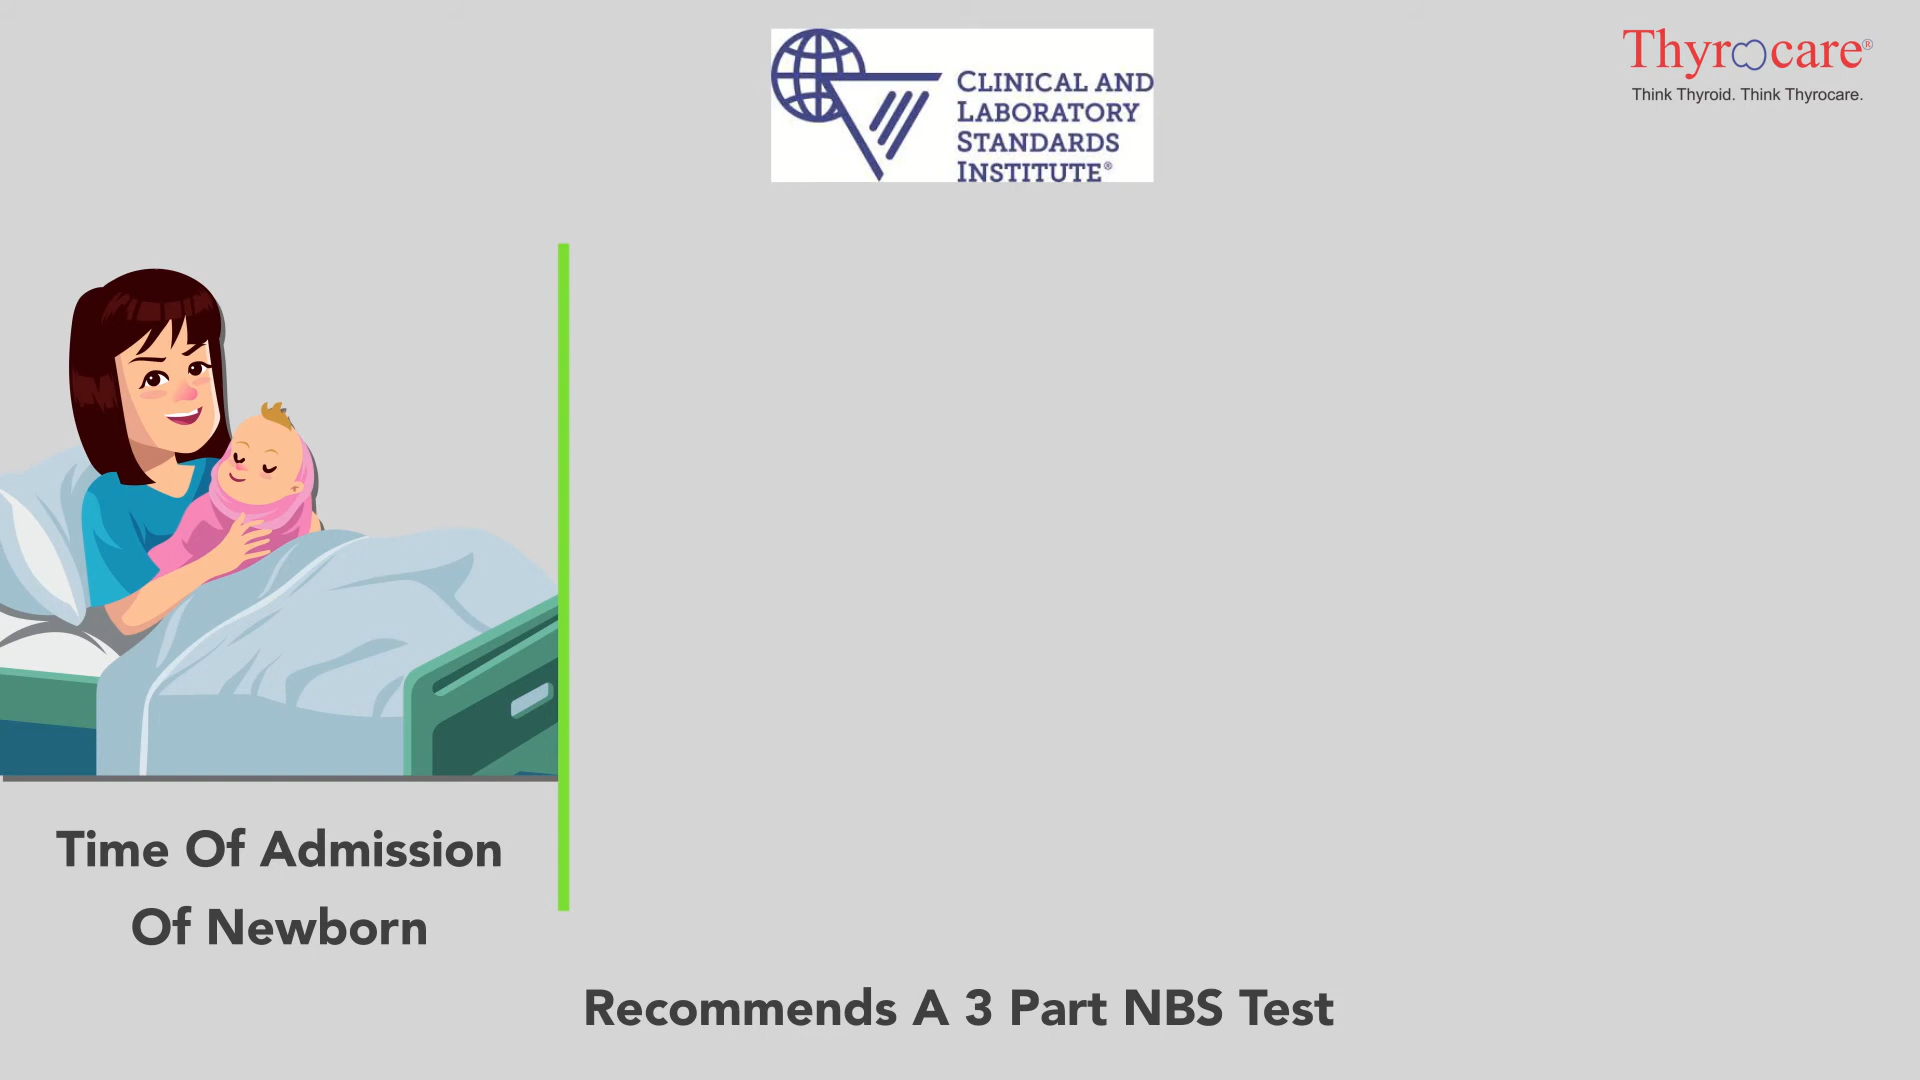 CLINICAL AND
LABORATORY
STANDARDS
INSTITUTE®
Thyrocare®
Think Thyroid. Think Thyrocare.
Time Of Admission
Of Newborn
Recommends A 3 Part NBS Test